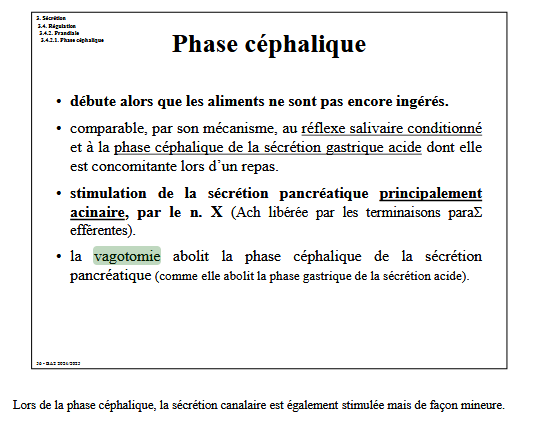 3. Sécrétion
3.4. Régulation
3.4.2. Prandiale
3.4.2.1. Phase céphalique
Phase céphalique
• débute alors que les aliments ne sont pas encore ingérés.
• comparable, par son mécanisme, au réflexe salivaire conditionné
et à la phase céphalique de la sécrétion gastrique acide dont elle
est concomitante lors d’un repas.
• stimulation de la sécrétion pancréatique principalement
acinaire, par le n. X (Ach libérée par les terminaisons paraΣ
efférentes).
• la vagotomie abolit la phase céphalique de la sécrétion
pancréatique (comme elle abolit la phase gastrique de la sécrétion acide).
Lors de la phase céphalique, la sécrétion canalaire est également stimulée mais de façon mineure.